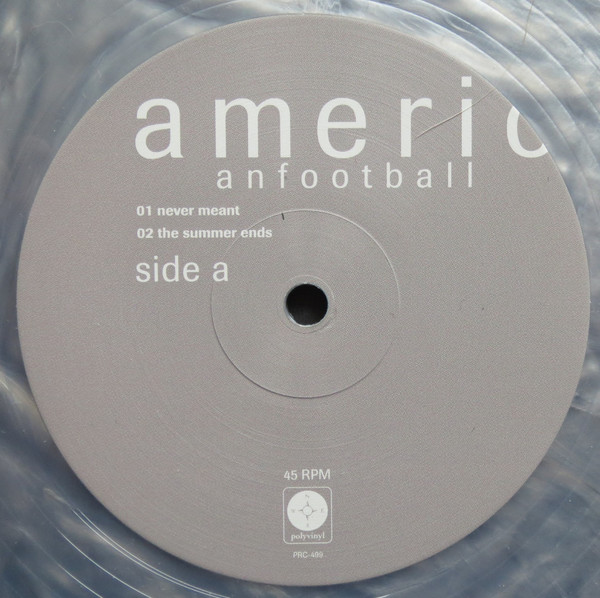 americ
anfootball
01 never meant
02 the summer ends
side a
45 RPM
polyvinyl
PRC-489